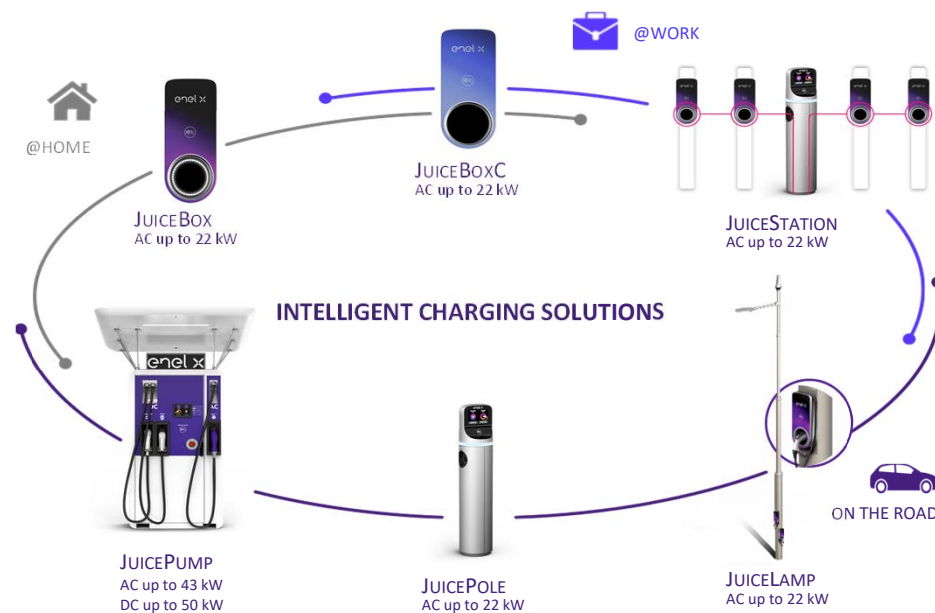 @WORK
enel x
enel x
@HOME
JUICEBOXC
AC up to 22 kW
JUICEBOX
AC up to 22 kW
JUICESTATION
AC up to 22 kW
INTELLIGENT CHARGING SOLUTIONS
enel x
ON THE ROAD
JUICEPUMP
AC up to 43 kW
DC up to 50 kW
JUICEPOLE
AC up to 22 kW
JUICELAMP
AC up to 22 kW